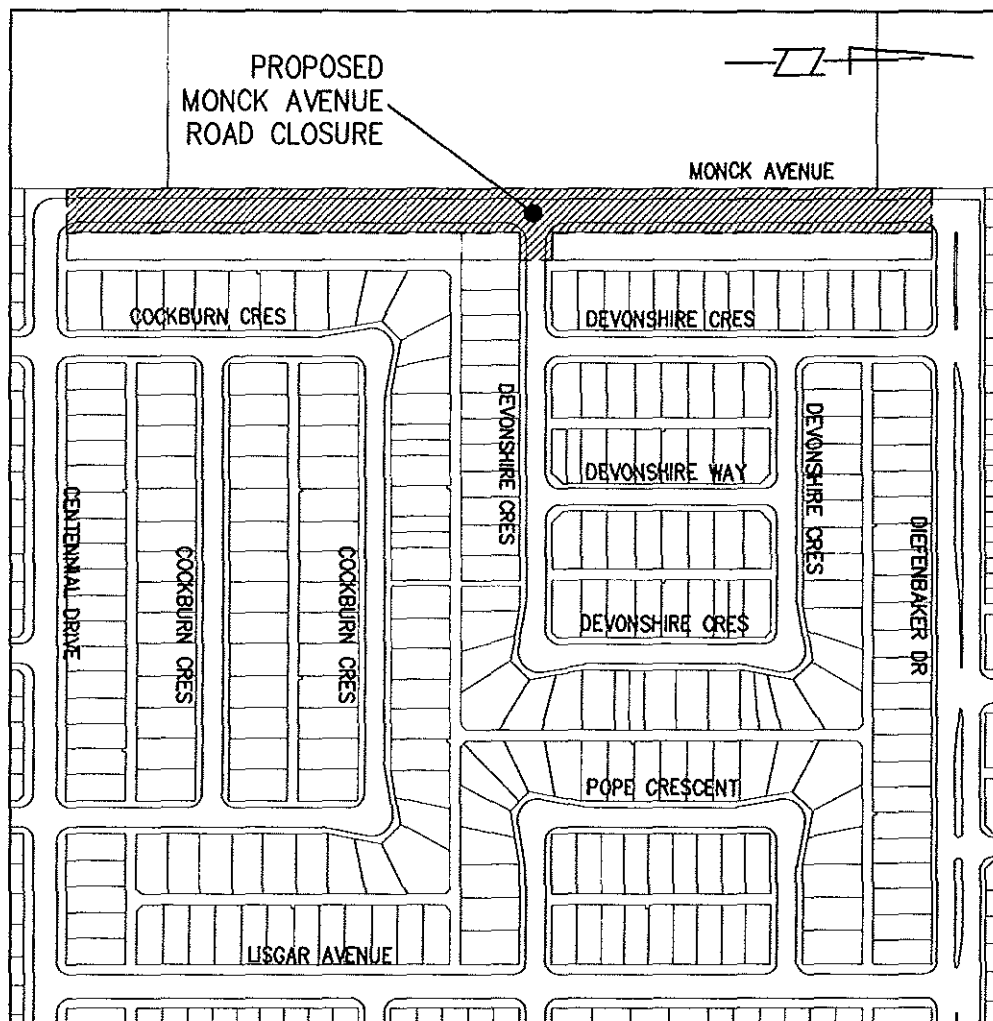 PROPOSED
MONCK AVENUE
ROAD CLOSURE
MONCK AVENUE
COCKBURN CRES
DEVONSHIRE CRES
DEVONSHIRE CRES
DEVONSHIRE CRES
DEVONSHIRE WAY
CENTENNIAL DRIVE
COCKBURN CRES
COCKBURN CRES
DIEFENBAKER DR
DEVONSHIRE CRES
POPE CRESCENT
LISGAR AVENUE